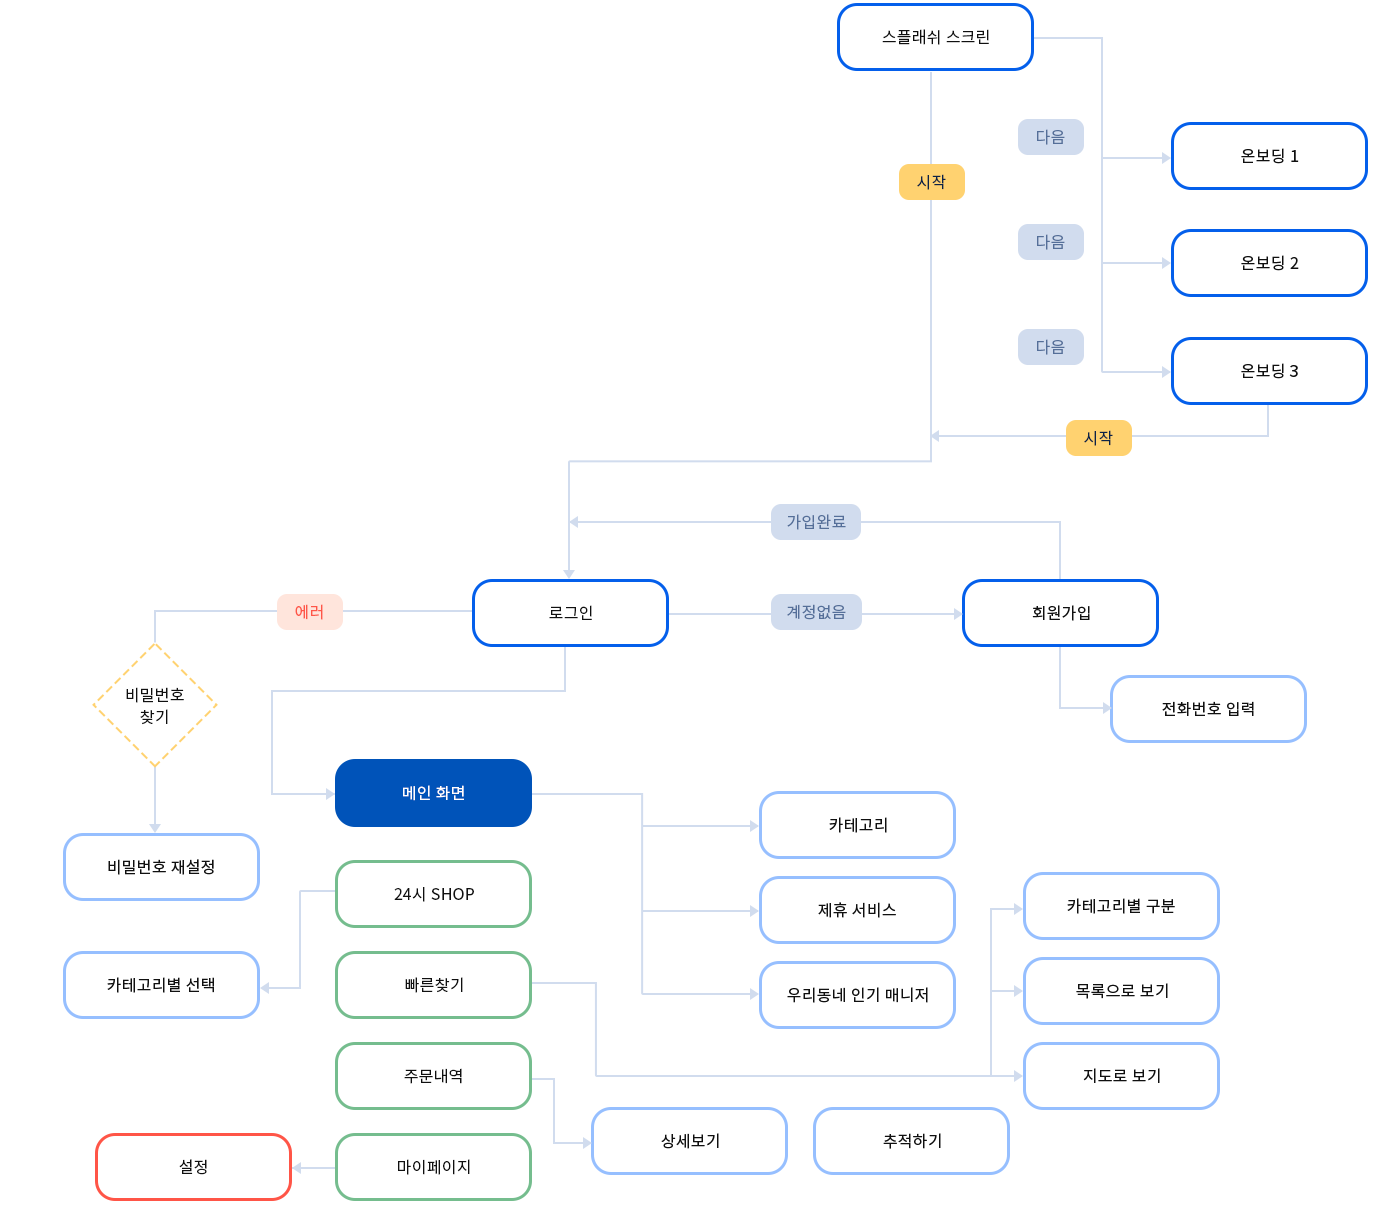 스플래쉬 스크린
다음
온보딩 1
시작
다음
온보딩 2
다음
온보딩 3
시작
가입완료
에러
로그인
계정없음
회원가입
비밀번호
찾기
전화번호 입력
메인 화면
카테고리
비밀번호 재설정
24시 SHOP
제휴 서비스
카테고리별 구분
카테고리별 선택
빠른찾기
우리동네 인기 매니저
목록으로 보기
주문내역
지도로 보기
상세보기
추적하기
설정
마이페이지